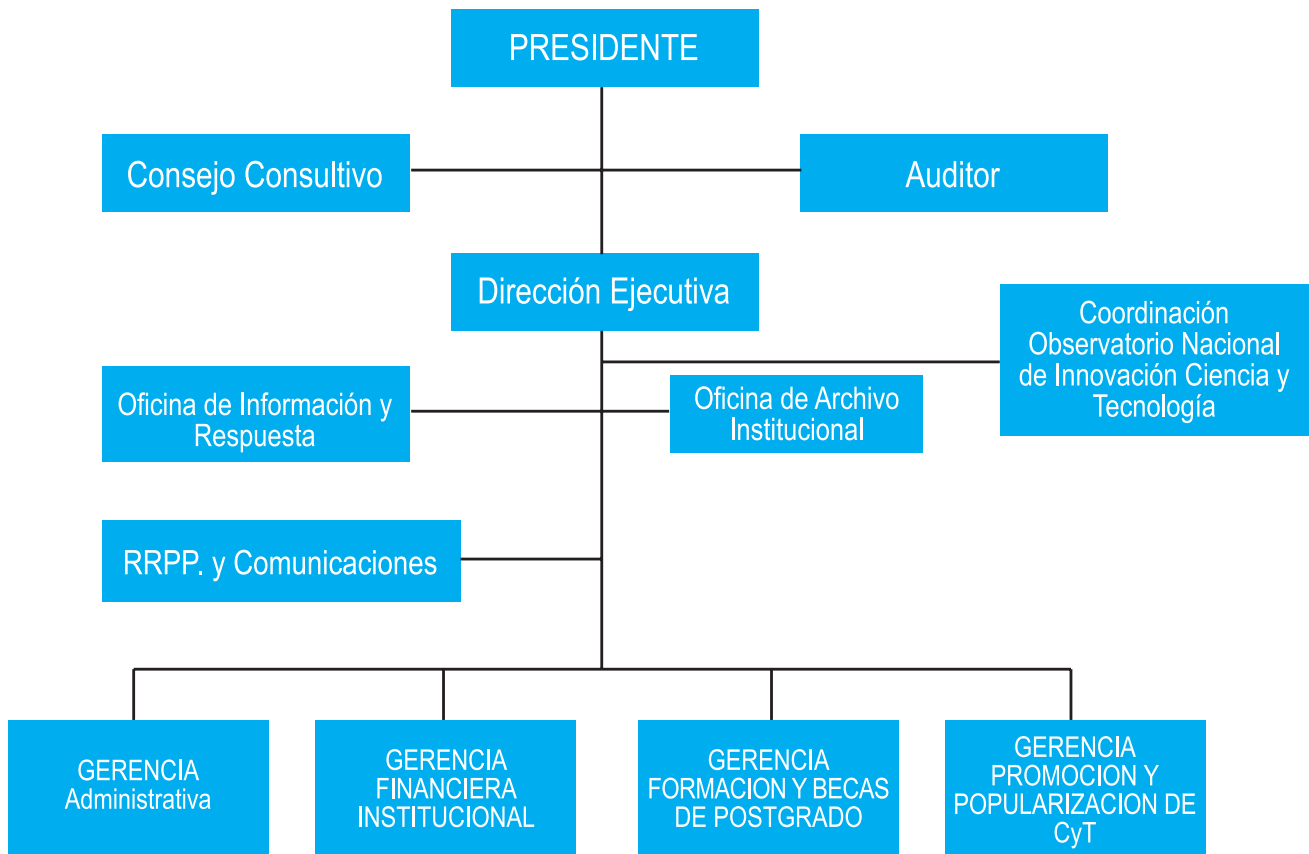 PRESIDENTE
Consejo Consultivo
Auditor
Dirección Ejecutiva
Coordinación
Observatorio Nacional
de Innovación Ciencia y
Tecnología
Oficina de Información y
Respuesta
Oficina de Archivo
Institucional
RRPP. y Comunicaciones
GERENCIA
Administrativa
GERENCIA
FINANCIERA
INSTITUCIONAL
GERENCIA
FORMACION Y BECAS
DE POSTGRADO
GERENCIA
PROMOCION Y
POPULARIZACION DE
CyT